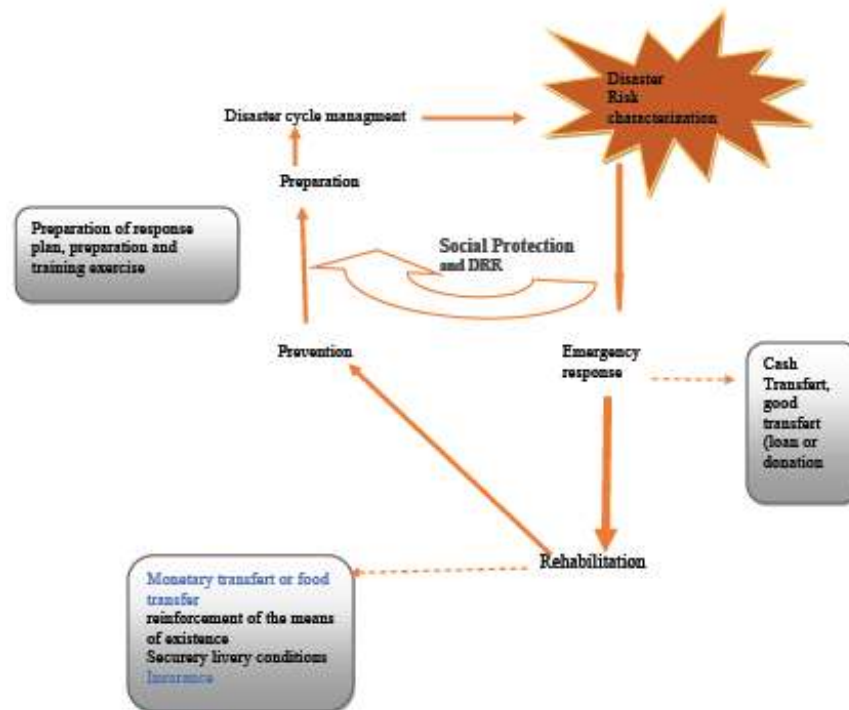 Disaster
Risk
characterization
Disaster cycle managment
Preparation
Preparation of response
plan, preparation and
training exercise
Social Protection
and DRR
Prevention
Emergency
response
Cash
Transfert,
good
transfert
(loan or
donation
Rehabilitation
Monetary transfert or food
transfer
reinforcement of the means
of existence
Securery livery conditions
Insurance